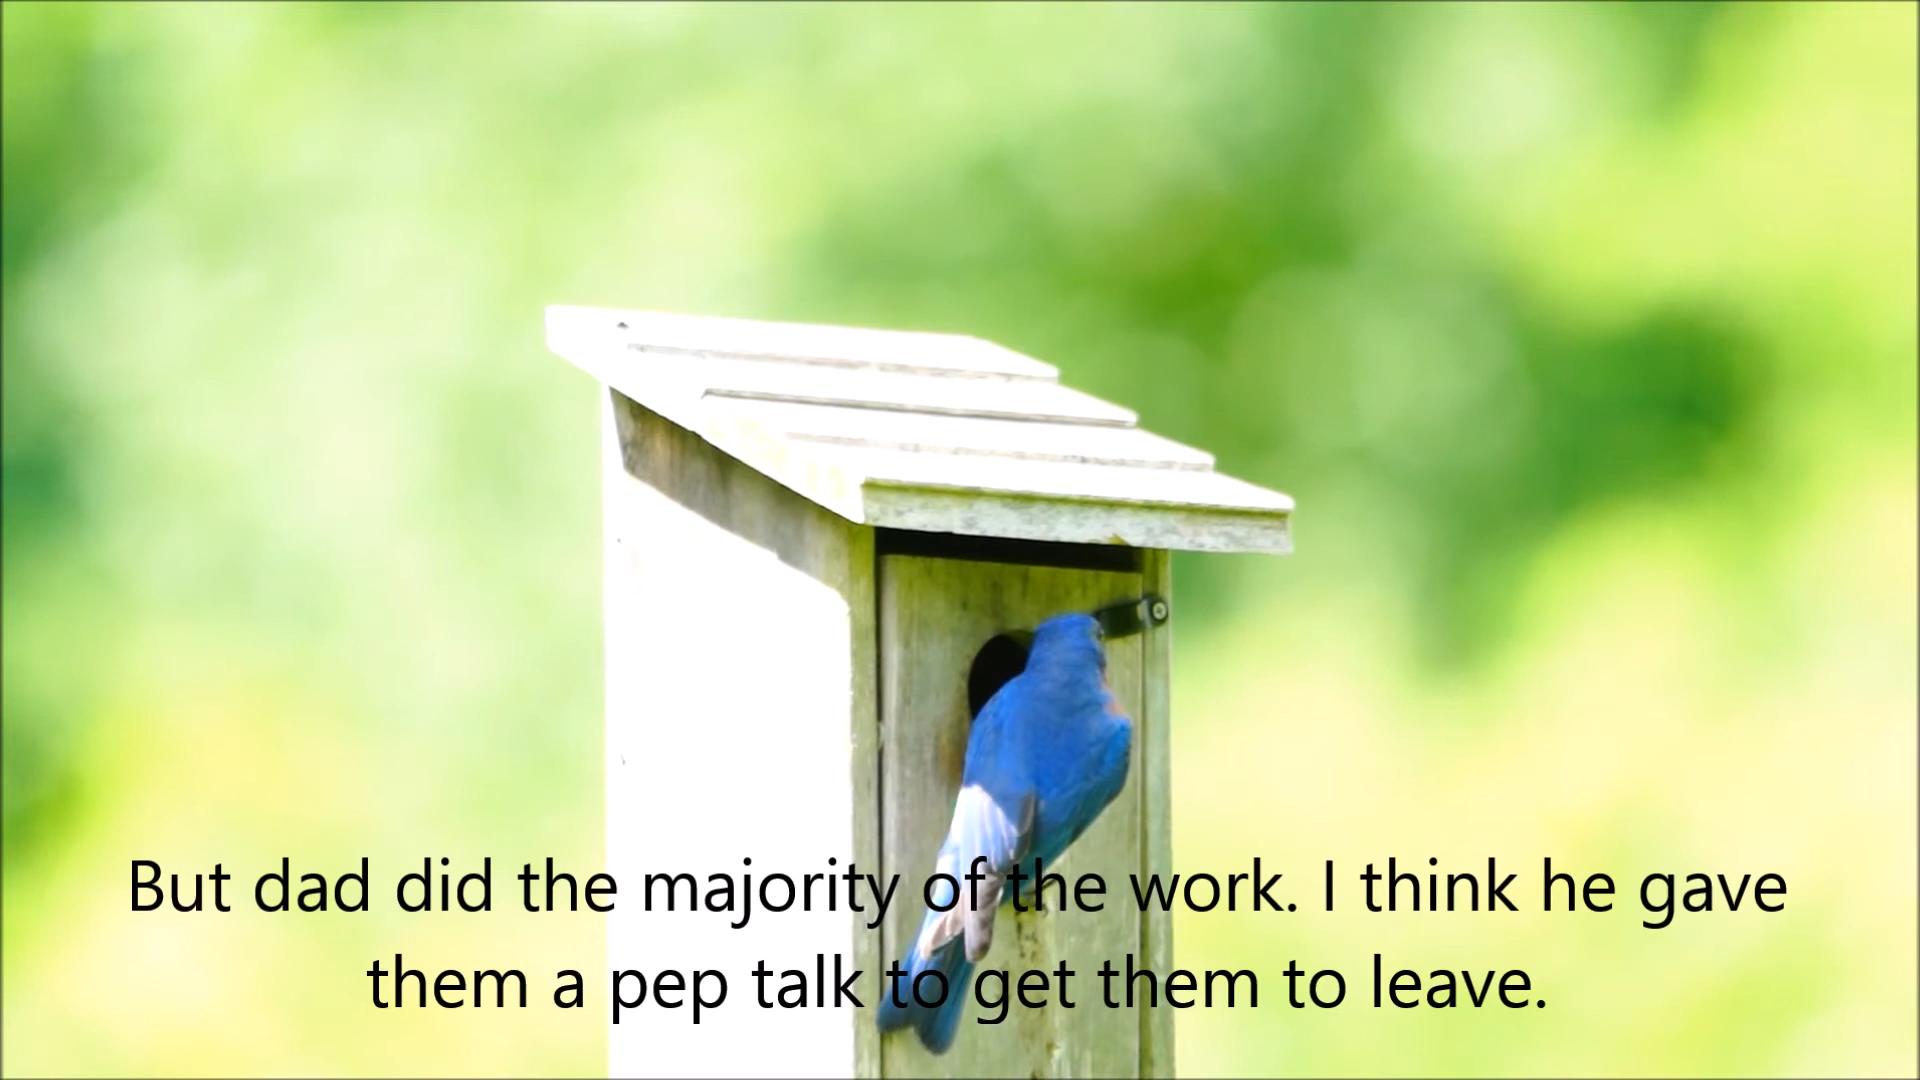 But dad did the majority of the work. I think he gave
them a pep talk to get them to leave.